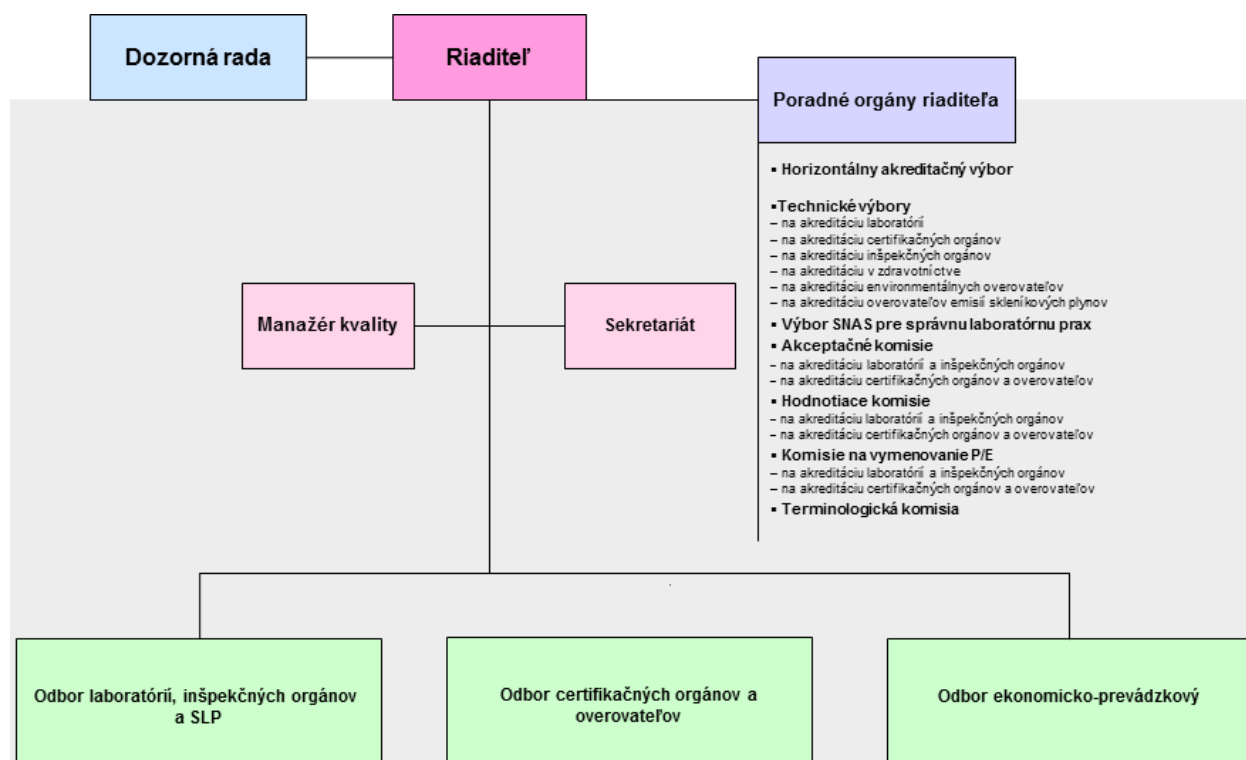 Dozorná rada
Riaditeľ
Poradné orgány riaditeľa
▪ Horizontálny akreditačný výbor
▪Technické výbory
– na akreditáciu laboratórií
– na akreditáciu certifikačných orgánov
– na akreditáciu inšpekčných orgánov
– na akreditáciu v zdravotníctve
– na akreditáciu environmentálnych overovateľov
– na akreditáciu overovateľov emisií skleníkových plynov
▪ Výbor SNAS pre správnu laboratórnu prax
▪ Akceptačné komisie
– na akreditáciu laboratórií a inšpekčných orgánov
– na akreditáciu certifikačných orgánov a overovateľov
▪ Hodnotiace komisie
– na akreditáciu laboratórií a inšpekčných orgánov
– na akreditáciu certifikačných orgánov a overovateľov
▪ Komisie na vymenovanie P/E
– na akreditáciu laboratórií a inšpekčných orgánov
– na akreditáciu certifikačných orgánov a overovateľov
▪ Terminologická komisia
Manažér kvality
Sekretariát
Odbor laboratórií, inšpekčných orgánov
a SLP
Odbor certifikačných orgánov a
overovateľov
Odbor ekonomicko-prevádzkový